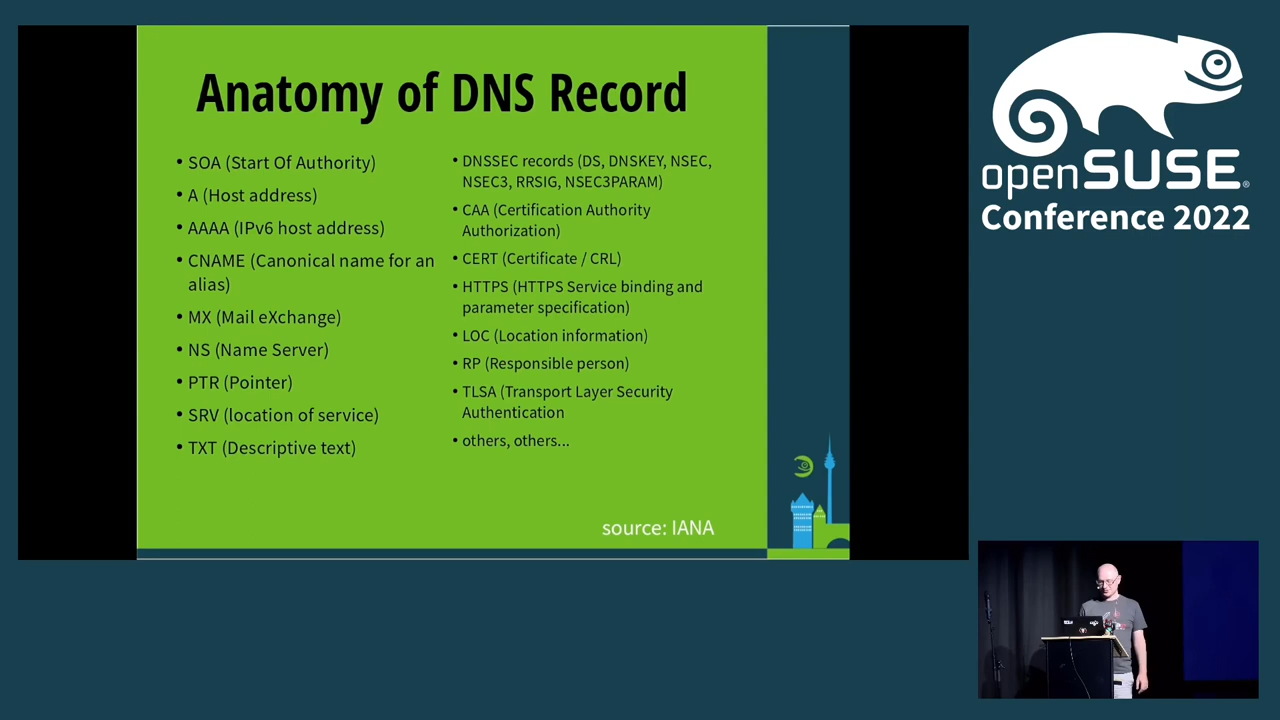 Anatomy of DNS Record
• SOA (Start Of Authority)
• A (Host address)
• AAAA (IPv6 host address)
• CNAME (Canonical name for an
alias)
• MX (Mail eXchange)
• NS (Name Server)
• PTR (Pointer)
• SRV (location of service)
• TXT (Descriptive text)
• DNSSEC records (DS, DNSKEY, NSEC,
NSEC3, RRSIG, NSEC3PARAM)
• CAA (Certification Authority
Authorization)
• CERT (Certificate / CRL)
• HTTPS (HTTPS Service binding and
parameter specification)
• LOC (Location information)
• RP (Responsible person)
• TLSA (Transport Layer Security
Authentication
• others, others...
source: IANA
openSUSE®
Conference 2022